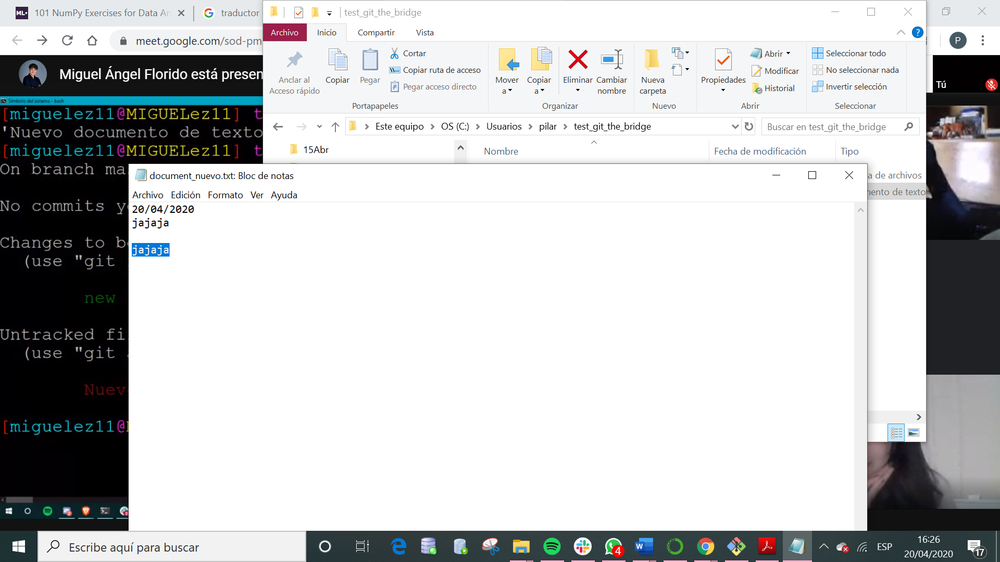 ML+ 101 NumPy Exercises for Data An
traductor
meet.google.com/sod-pm
P
Miguel Ángel Florido está presen
Tú
Símbolo del sistema - bash
[miguelez11@MIGUELez11] t
'Nuevo documento de texto
[miguelez11@MIGUELez11] t
On branch ma
No commits y
Changes to be
(use "git
new
Untracked fi
(use "git
Nuev
[miguelez11@
test_git_the_bridge
Archivo Inicio Compartir Vista
Anclar al
Acceso rápido
Copiar
Pegar
Cortar
Copiar ruta de acceso
Pegar acceso directo
Portapapeles
Mover
a
Copiar
a
Eliminar
Cambiar
nombre
Organizar
Nueva
carpeta
Nuevo
Propiedades
Abrir
Modificar
Historial
Abrir
Seleccionar todo
No seleccionar nada
Invertir selección
Seleccionar
Este equipo > OS (C:) > Usuarios > pilar > test_git_the_bridge
Buscar en test_git_the_bridge
15Abr
Nombre Fecha de modificación Tipo
a de archivos
mento de texto
document_nuevo.txt: Bloc de notas
Archivo Edición Formato Ver Ayuda
20/04/2020
jajaja
jajaja
Escribe aquí para buscar
4
ESP
16:26
20/04/2020
17